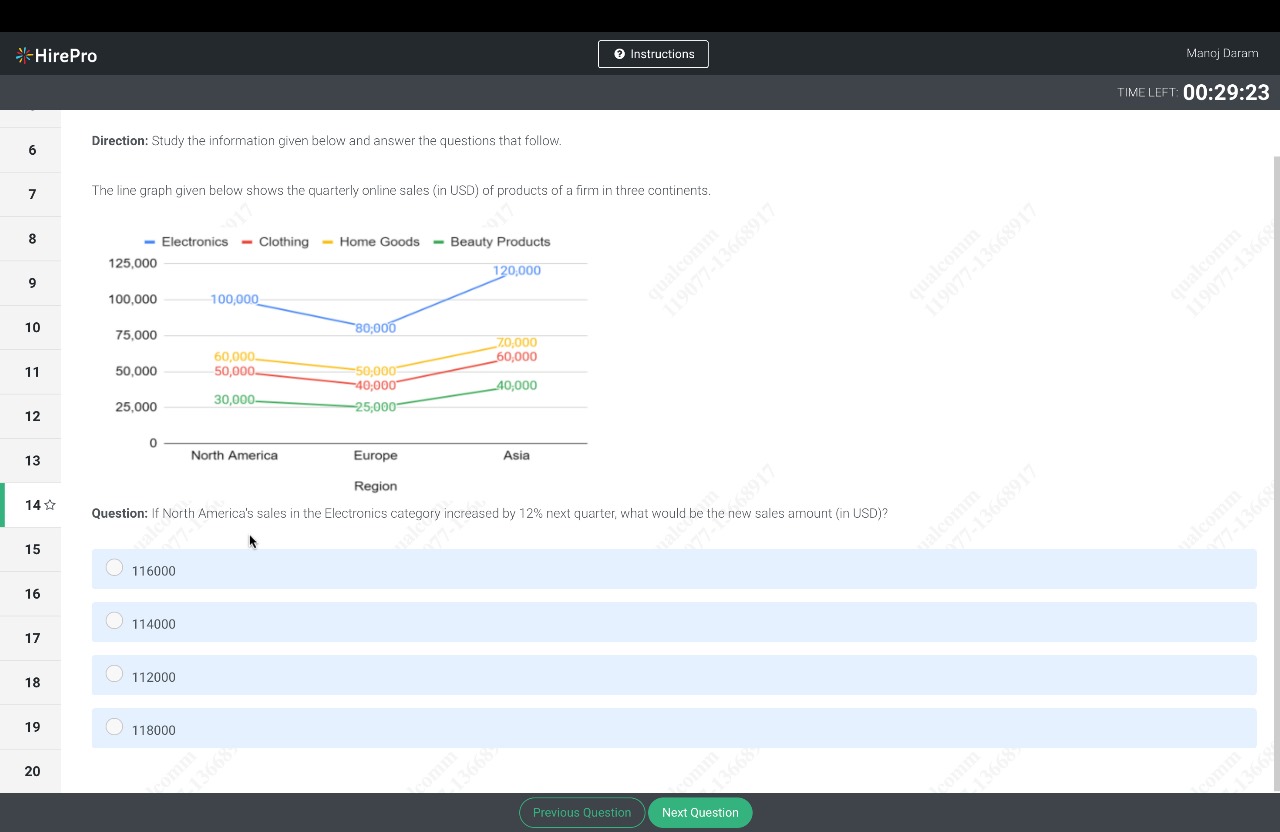 HirePro
Instructions
Manoj Daram
TIME LEFT: 00:29:23
6
7
8
9
10
11
12
13
14
15
16
17
18
19
20
Direction: Study the information given below and answer the questions that follow.
The line graph given below shows the quarterly online sales (in USD) of products of a firm in three continents.
Electronics Clothing Home Goods Beauty Products
125,000
100,000
75,000
50,000
25,000
0
100,000 80,000 120,000
60,000 50,000 70,000
50,000 40,000 60,000
30,000 25,000 40,000
North America Europe Asia
Region
Question: If North America's sales in the Electronics category increased by 12% next quarter, what would be the new sales amount (in USD)?
116000
114000
112000
118000
Previous Question Next Question
qualcomm
119077-13668917
qualcomm
119077-13668917